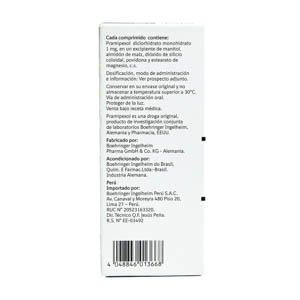 Cada comprimido contiene:
Pramipexol diclorhidrato monohidrato
1 mg, en un excipiente de manitol,
almidón de maíz, dióxido de silicio
coloidal, povidona y estearato de
magnesio, c.s.
Dosificación, modo de administración
e información: Ver prospecto adjunto.
Conservar en su envase original y no
almacenar a temperatura superior a 30°C.
Vía de administración oral.
Proteger de la luz.
Venta bajo receta médica.
Pramipexol es una droga original,
producto de investigación conjunta
de laboratorios Boehringer Ingelheim,
Alemania y Pharmacia, EEUU.
Fabricado por:
Boehringer Ingelheim
Pharma GmbH & Co. KG - Alemania.
Acondicionado por:
Boehringer Ingelheim do Brasil,
Quím. E Farmac.Ltda-Brasil,
Industria Alemana.
Perú
Importado por:
Boehringer Ingelheim Perú S.A.C.
Av. Canaval y Moreyra 480 Piso 20,
Lima 27 - Perú
RUC N° 20523163320.
Dir. Técnico Q.F. Jesús Peña.
R.S. N° EE-03492
4 048846 013668